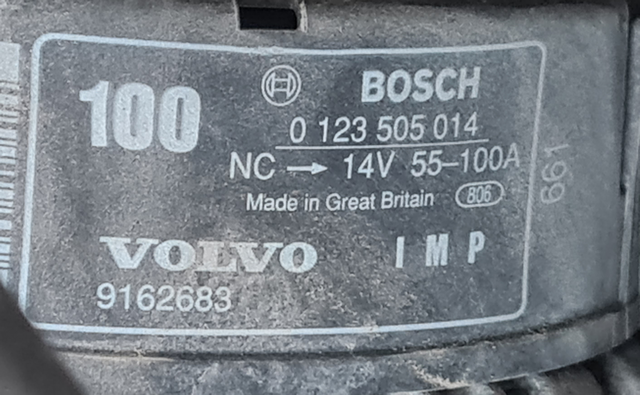 100
BOSCH
0 123 505 014
NC → 14V 55–100A
Made in Great Britain 806
VOLVO IMP
9162683
661